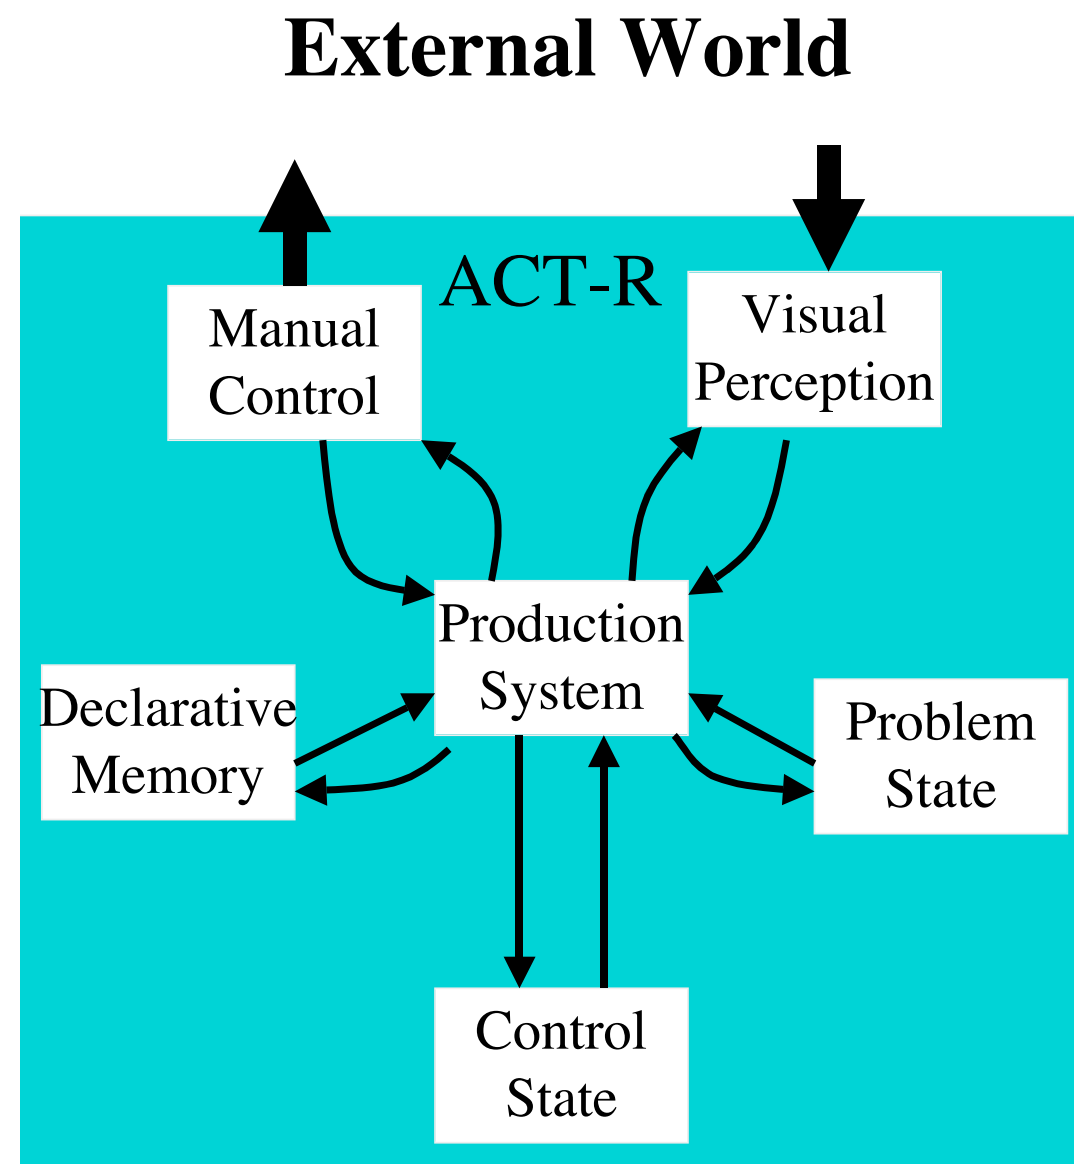 External World
ACT-R
Manual
Control
Visual
Perception
Production
System
Declarative
Memory
Problem
State
Control
State